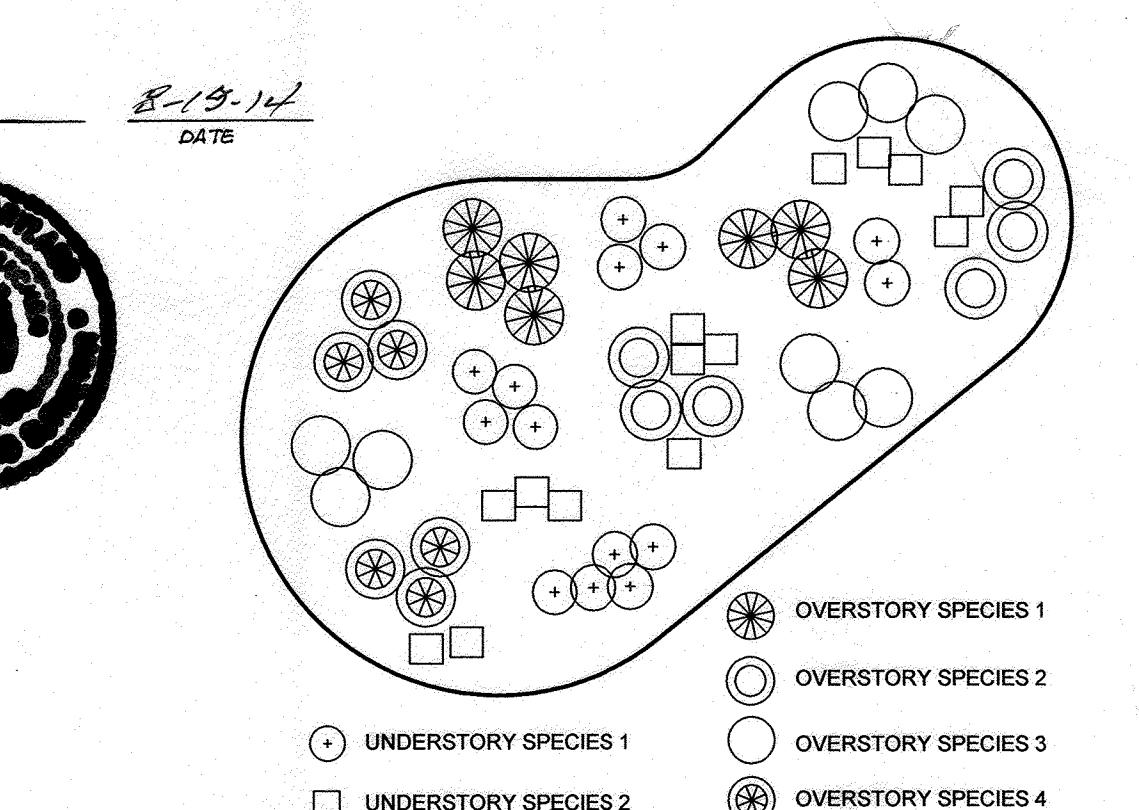 8-15-14
DATE
OVERSTORY SPECIES 1
OVERSTORY SPECIES 2
UNDERSTORY SPECIES 1
OVERSTORY SPECIES 3
UNDERSTORY SPECIES 2
OVERSTORY SPECIES 4